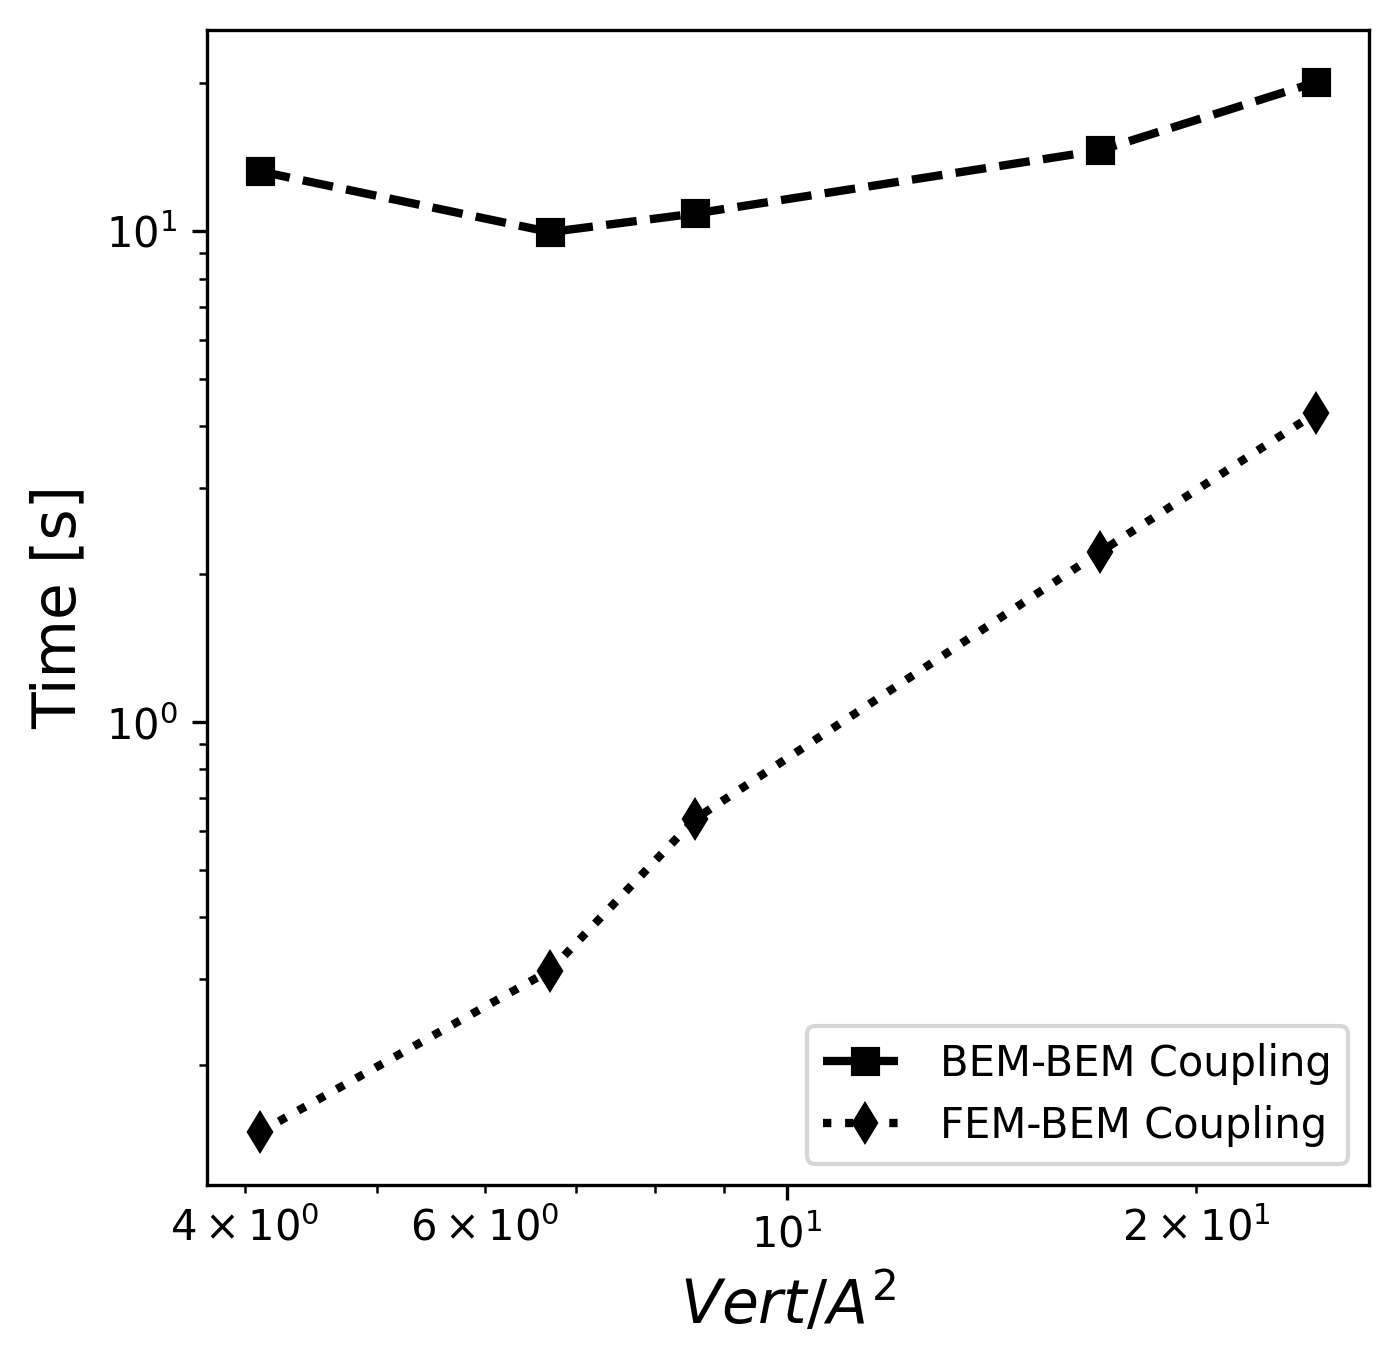 Time [s]
10¹
10⁰
4 × 10⁰ 6 × 10⁰ 10¹ 2 × 10¹
Vert/A²
BEM-BEM Coupling
FEM-BEM Coupling